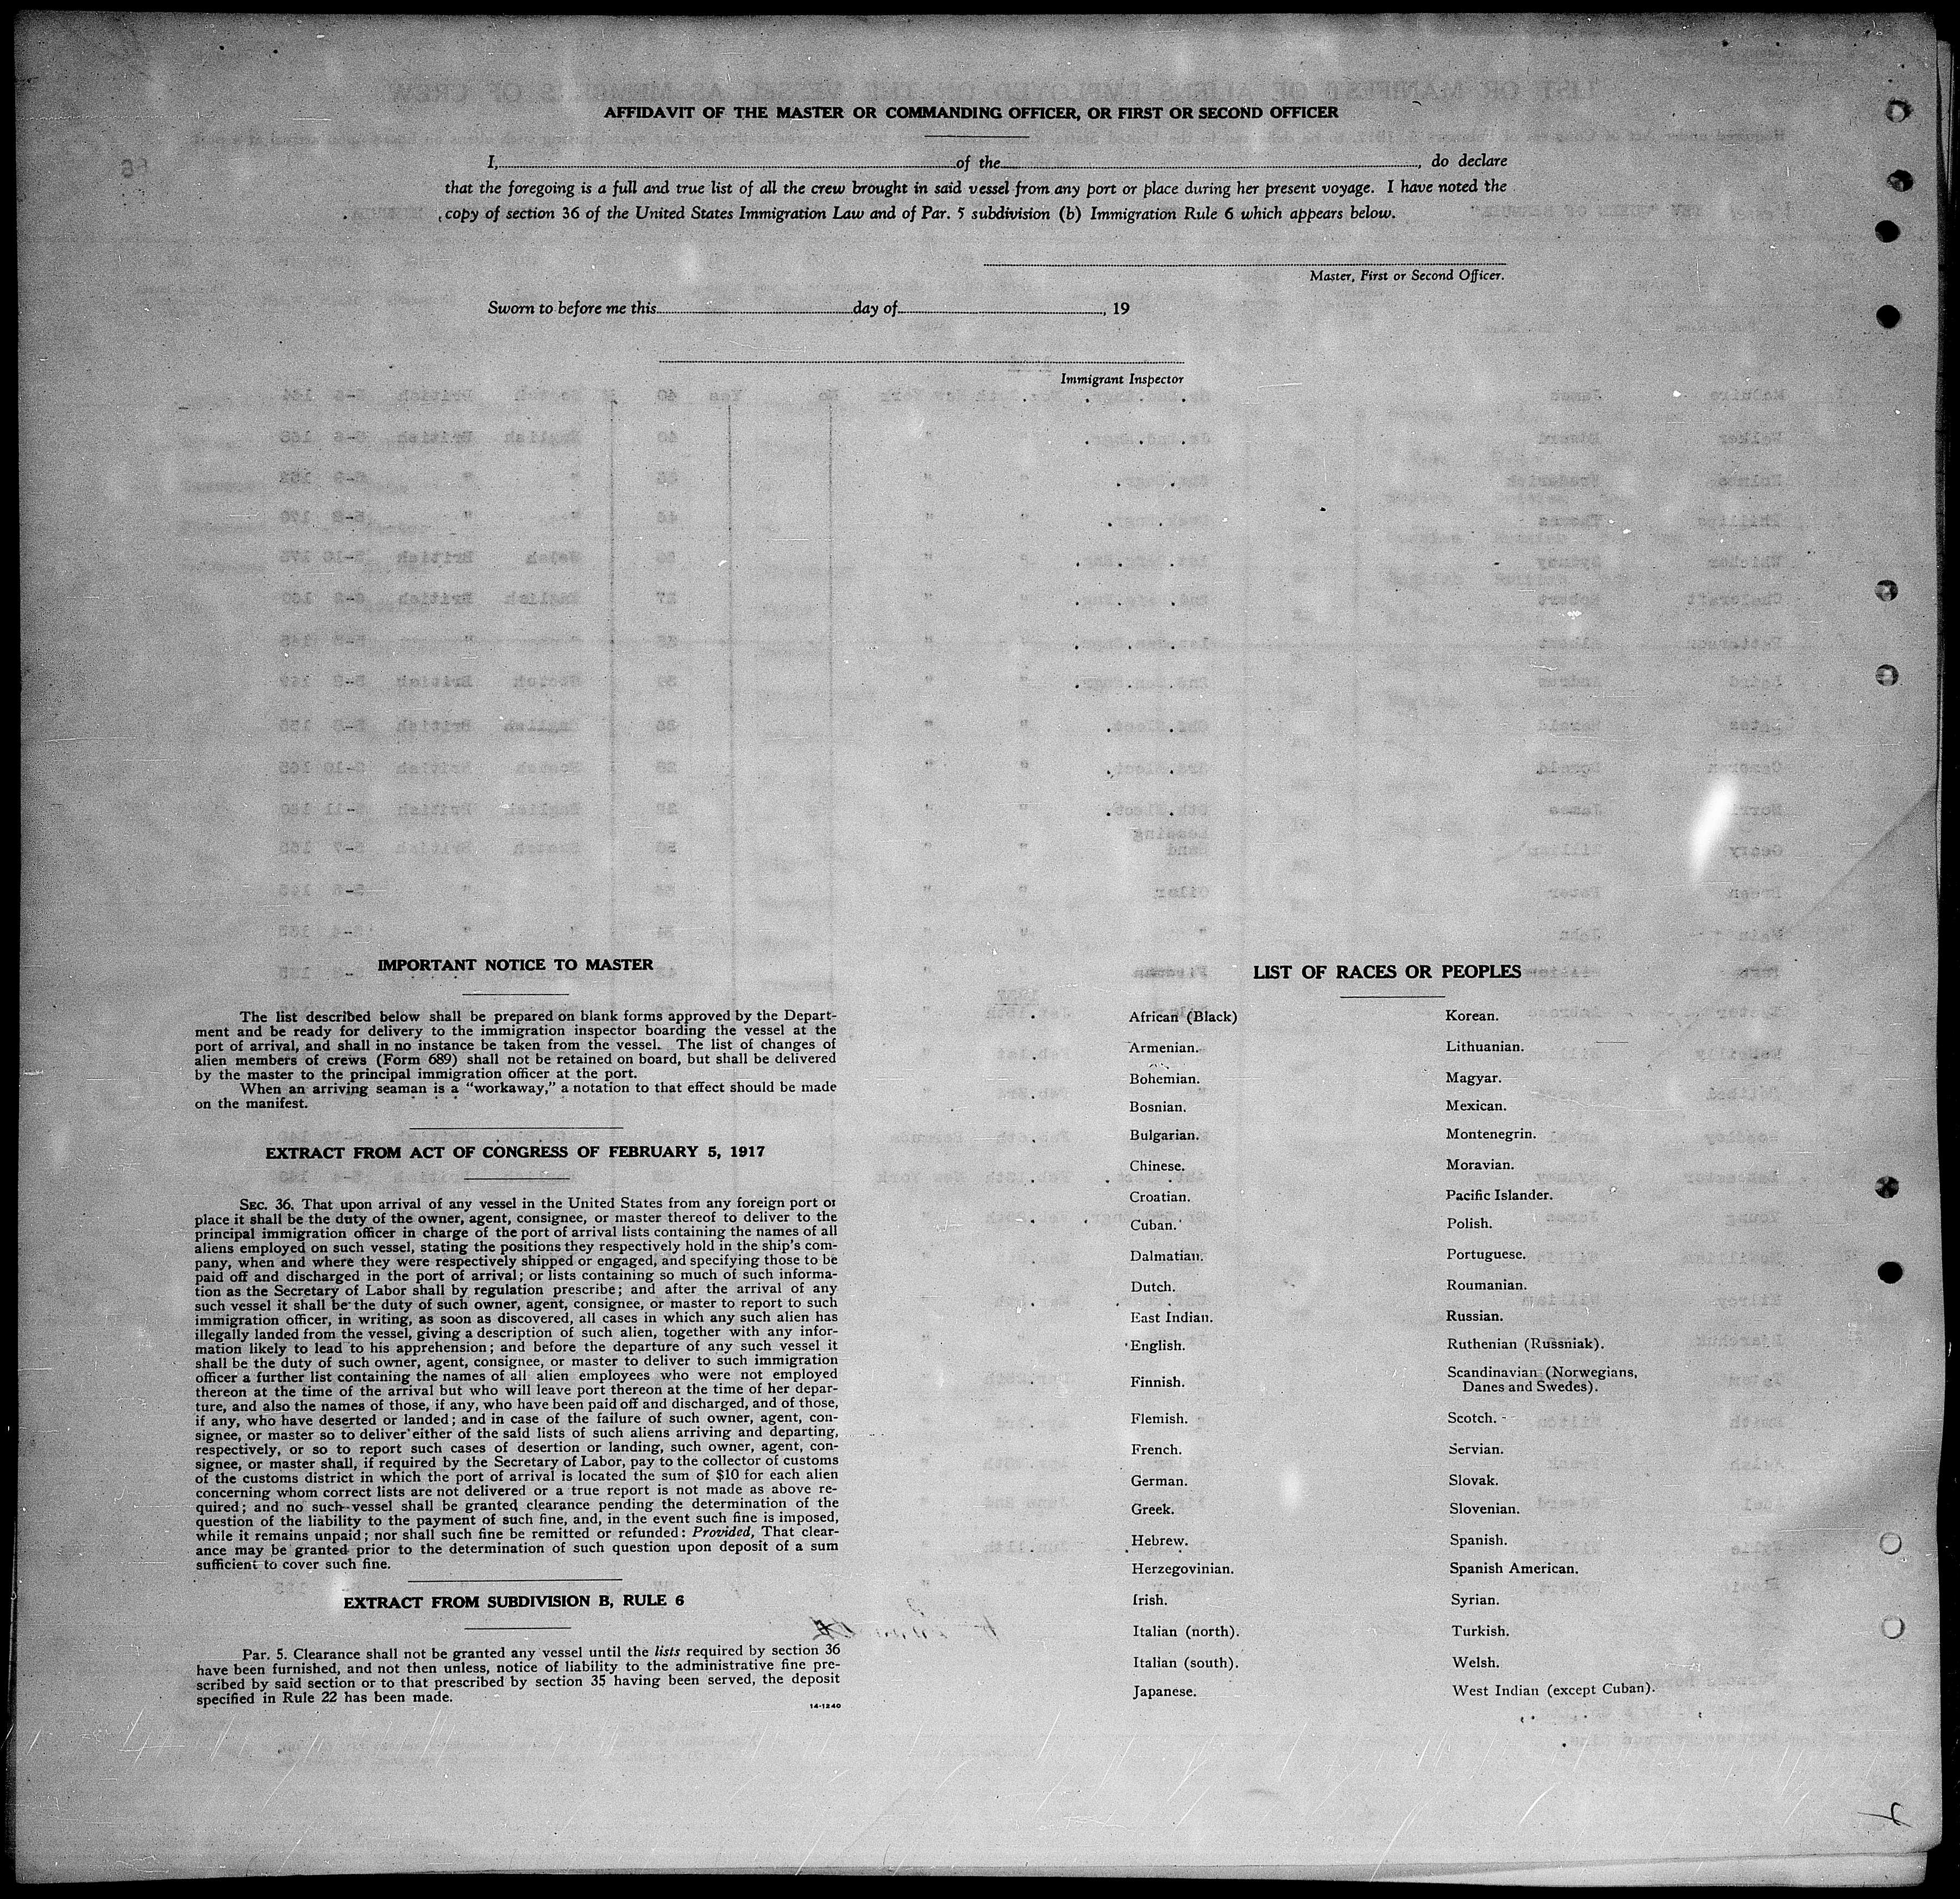 AFFIDAVIT OF THE MASTER OR COMMANDING OFFICER, OR FIRST OR SECOND OFFICER
I, of the , do declare
that the foregoing is a full and true list of all the crew brought in said vessel from any port or place during her present voyage. I have noted the
copy of section 36 of the United States Immigration Law and of Par. 5 subdivision (b) Immigration Rule 6 which appears below.
Master, First or Second Officer.
Sworn to before me this day of , 19
Immigrant Inspector
IMPORTANT NOTICE TO MASTER
The list described below shall be prepared on blank forms approved by the Depart-
ment and be ready for delivery to the immigration inspector boarding the vessel at the
port of arrival, and shall in no instance be taken from the vessel. The list of changes of
alien members of crews (Form 689) shall not be retained on board, but shall be delivered
by the master to the principal immigration officer at the port.
When an arriving seaman is a "workaway," a notation to that effect should be made
on the manifest.
EXTRACT FROM ACT OF CONGRESS OF FEBRUARY 5, 1917
SEC. 36. That upon arrival of any vessel in the United States from any foreign port or
place it shall be the duty of the owner, agent, consignee, or master thereof to deliver to the
principal immigration officer in charge of the port of arrival lists containing the names of all
aliens employed on such vessel, stating the positions they respectively hold in the ship's com-
pany, when and where they were respectively shipped or engaged, and specifying those to be
paid off and discharged in the port of arrival; or lists containing so much of such informa-
tion as the Secretary of Labor shall by regulation prescribe; and after the arrival of any
such vessel it shall be the duty of such owner, agent, consignee, or master to report to such
immigration officer, in writing, as soon as discovered, all cases in which any such alien has
illegally landed from the vessel, giving a description of such alien, together with any infor-
mation likely to lead to his apprehension; and before the departure of any such vessel it
shall be the duty of such owner, agent, consignee, or master to deliver to such immigration
officer a further list containing the names of all alien employees who were not employed
thereon at the time of the arrival but who will leave port thereon at the time of her depar-
ture, and also the names of those, if any, who have been paid off and discharged, and of those,
if any, who have deserted or landed; and in case of the failure of such owner, agent, con-
signee, or master so to deliver either of the said lists of such aliens arriving and departing,
respectively, or so to report such cases of desertion or landing, such owner, agent, con-
signee, or master shall, if required by the Secretary of Labor, pay to the collector of customs
of the customs district in which the port of arrival is located the sum of $10 for each alien
concerning whom correct lists are not delivered or a true report is not made as above re-
quired; and no such vessel shall be granted clearance pending the determination of the
question of the liability to the payment of such fine, and, in the event such fine is imposed,
while it remains unpaid; nor shall such fine be remitted or refunded: Provided, That clear-
ance may be granted prior to the determination of such question upon deposit of a sum
sufficient to cover such fine.
EXTRACT FROM SUBDIVISION B, RULE 6
Par. 5. Clearance shall not be granted any vessel until the lists required by section 36
have been furnished, and not then unless, notice of liability to the administrative fine pre-
scribed by said section or to that prescribed by section 35 having been served, the deposit
specified in Rule 22 has been made.
14-1240
LIST OF RACES OR PEOPLES
African (Black)
Armenian.
Bohemian.
Bosnian.
Bulgarian.
Chinese.
Croatian.
Cuban.
Dalmatian.
Dutch.
East Indian.
English.
Finnish.
Flemish.
French.
German.
Greek.
Hebrew.
Herzegovinian.
Irish.
Italian (north).
Italian (south).
Japanese.
Korean.
Lithuanian.
Magyar.
Mexican.
Montenegrin.
Moravian.
Pacific Islander.
Polish.
Portuguese.
Roumanian.
Russian.
Ruthenian (Russniak).
Scandinavian (Norwegians,
Danes and Swedes).
Scotch.
Servian.
Slovak.
Slovenian.
Spanish.
Spanish American.
Syrian.
Turkish.
Welsh.
West Indian (except Cuban).